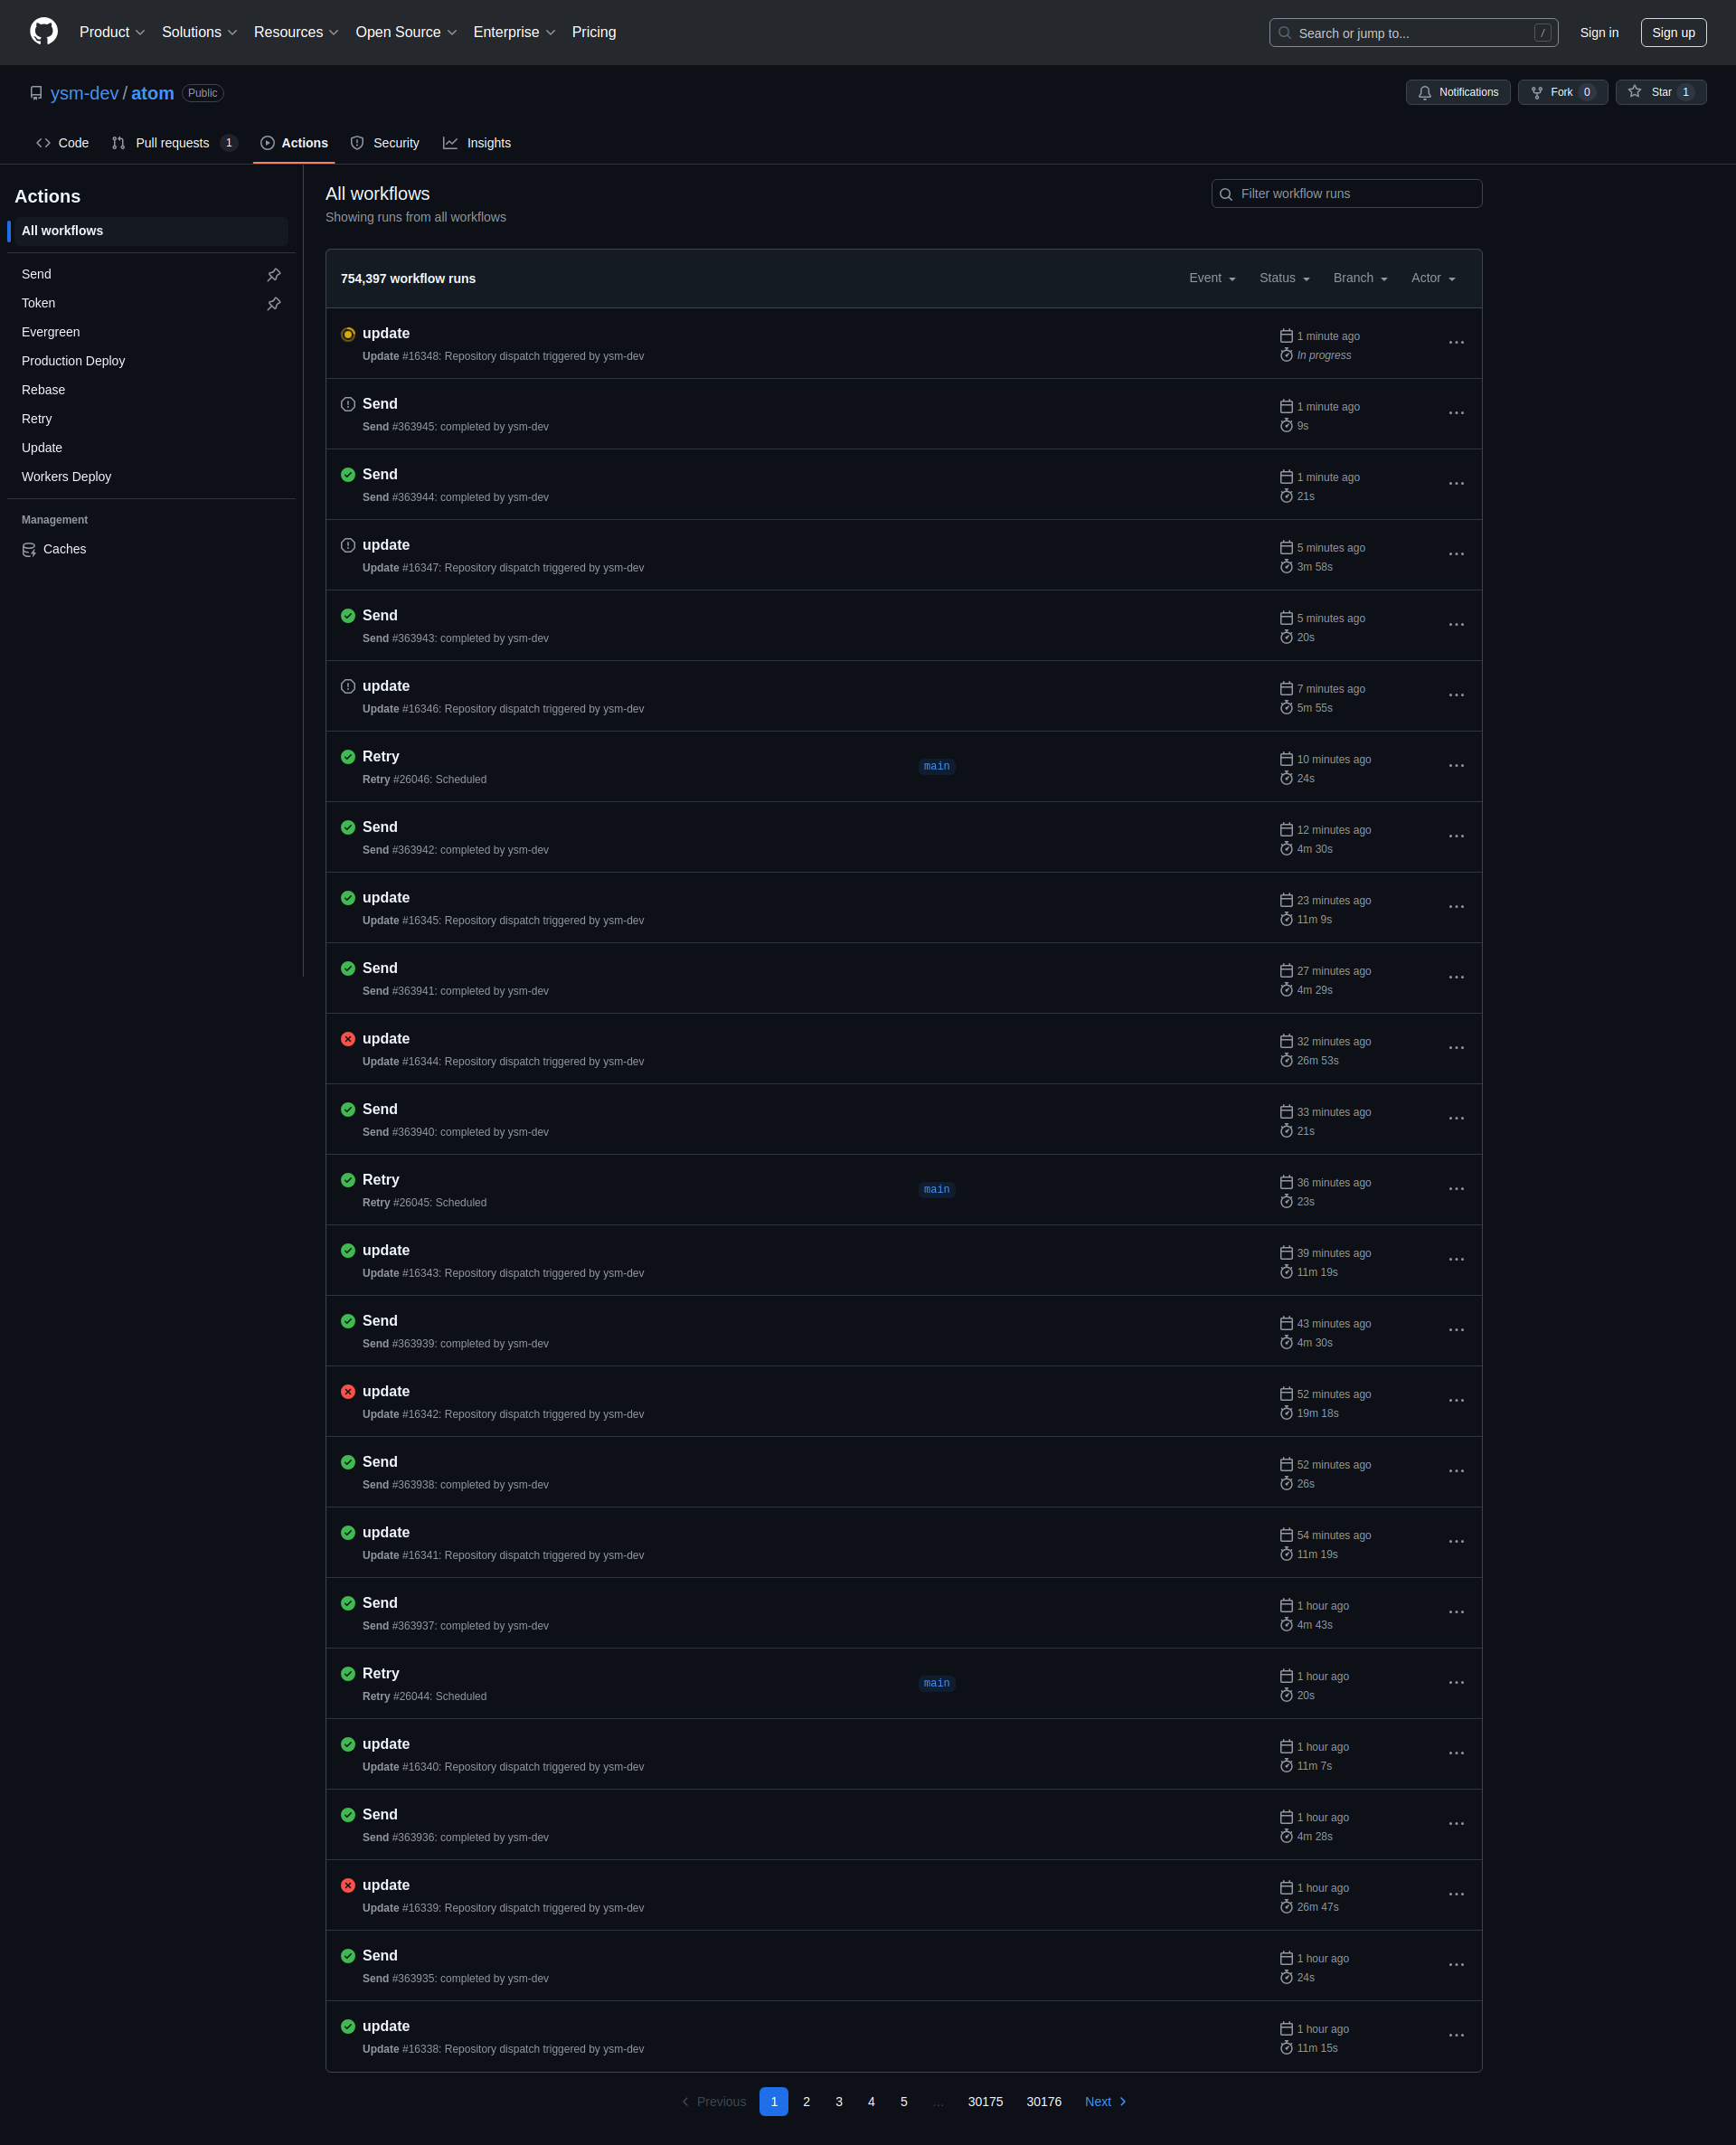 Product Solutions Resources Open Source Enterprise Pricing Search or jump to... / Sign in Sign up
ysm-dev / atom Public Notifications Fork 0 Star 1
Code Pull requests 1 Actions Security Insights
Actions
All workflows
Send
Token
Evergreen
Production Deploy
Rebase
Retry
Update
Workers Deploy
Management
Caches
All workflows
Showing runs from all workflows
Filter workflow runs
754,397 workflow runs Event Status Branch Actor
update 1 minute ago
Update #16348: Repository dispatch triggered by ysm-dev In progress
Send 1 minute ago
Send #363945: completed by ysm-dev 9s
Send 1 minute ago
Send #363944: completed by ysm-dev 21s
update 5 minutes ago
Update #16347: Repository dispatch triggered by ysm-dev 3m 58s
Send 5 minutes ago
Send #363943: completed by ysm-dev 20s
update 7 minutes ago
Update #16346: Repository dispatch triggered by ysm-dev 5m 55s
Retry main 10 minutes ago
Retry #26046: Scheduled 24s
Send 12 minutes ago
Send #363942: completed by ysm-dev 4m 30s
update 23 minutes ago
Update #16345: Repository dispatch triggered by ysm-dev 11m 9s
Send 27 minutes ago
Send #363941: completed by ysm-dev 4m 29s
update 32 minutes ago
Update #16344: Repository dispatch triggered by ysm-dev 26m 53s
Send 33 minutes ago
Send #363940: completed by ysm-dev 21s
Retry main 36 minutes ago
Retry #26045: Scheduled 23s
update 39 minutes ago
Update #16343: Repository dispatch triggered by ysm-dev 11m 19s
Send 43 minutes ago
Send #363939: completed by ysm-dev 4m 30s
update 52 minutes ago
Update #16342: Repository dispatch triggered by ysm-dev 19m 18s
Send 52 minutes ago
Send #363938: completed by ysm-dev 26s
update 54 minutes ago
Update #16341: Repository dispatch triggered by ysm-dev 11m 19s
Send 1 hour ago
Send #363937: completed by ysm-dev 4m 43s
Retry main 1 hour ago
Retry #26044: Scheduled 20s
update 1 hour ago
Update #16340: Repository dispatch triggered by ysm-dev 11m 7s
Send 1 hour ago
Send #363936: completed by ysm-dev 4m 28s
update 1 hour ago
Update #16339: Repository dispatch triggered by ysm-dev 26m 47s
Send 1 hour ago
Send #363935: completed by ysm-dev 24s
update 1 hour ago
Update #16338: Repository dispatch triggered by ysm-dev 11m 15s
Previous 1 2 3 4 5 … 30175 30176 Next